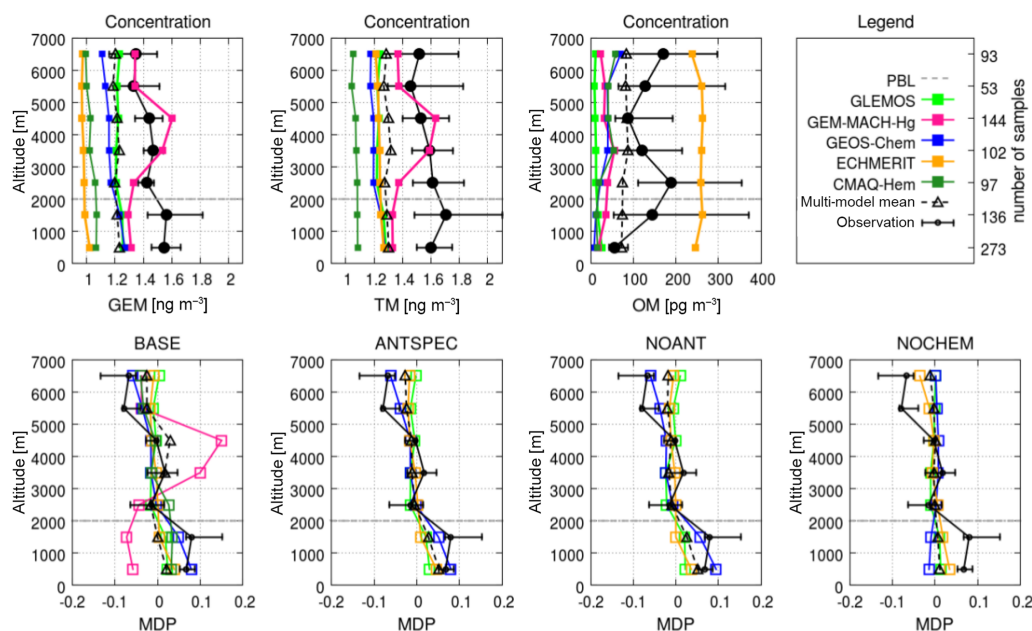 Concentration Concentration Concentration Legend
7000 7000 7000
6000 6000 6000
5000 5000 5000
4000 4000 4000
3000 3000 3000
2000 2000 2000
1000 1000 1000
0 0 0
Altitude [m] Altitude [m] Altitude [m]
1 1.2 1.4 1.6 1.8 2 1 1.2 1.4 1.6 1.8 2 0 100 200 300 400
GEM [ng m⁻³] TM [ng m⁻³] OM [pg m⁻³]
PBL
GLEMOS
GEM-MACH-Hg
GEOS-Chem
ECHMERIT
CMAQ-Hem
Multi-model mean
Observation
93
53
144
102
97
136
273
number of samples
BASE ANTSPEC NOANT NOCHEM
7000 7000 7000 7000
6000 6000 6000 6000
5000 5000 5000 5000
4000 4000 4000 4000
3000 3000 3000 3000
2000 2000 2000 2000
1000 1000 1000 1000
0 0 0 0
Altitude [m] Altitude [m] Altitude [m] Altitude [m]
-0.2 -0.1 0 0.1 0.2 -0.2 -0.1 0 0.1 0.2 -0.2 -0.1 0 0.1 0.2 -0.2 -0.1 0 0.1 0.2
MDP MDP MDP MDP